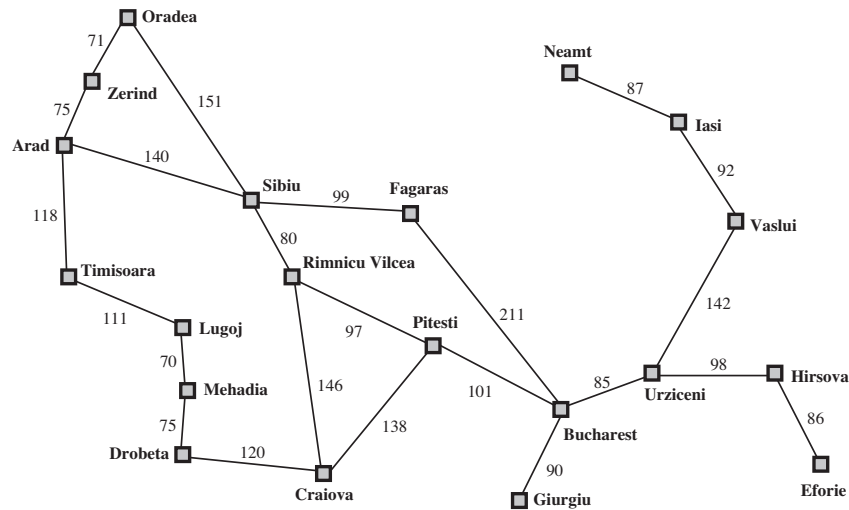 Oradea
71
Neamt
87
Zerind
151
75
Iasi
Arad
140
92
Sibiu
Fagaras
99
118
Vaslui
80
Timisoara
Rimnicu Vilcea
142
111
211
Lugoj
97
Pitesti
70
98
Hirsova
146
101
85
Urziceni
Mehadia
86
75
138
Bucharest
120
Drobeta
90
Craiova
Giurgiu
Eforie